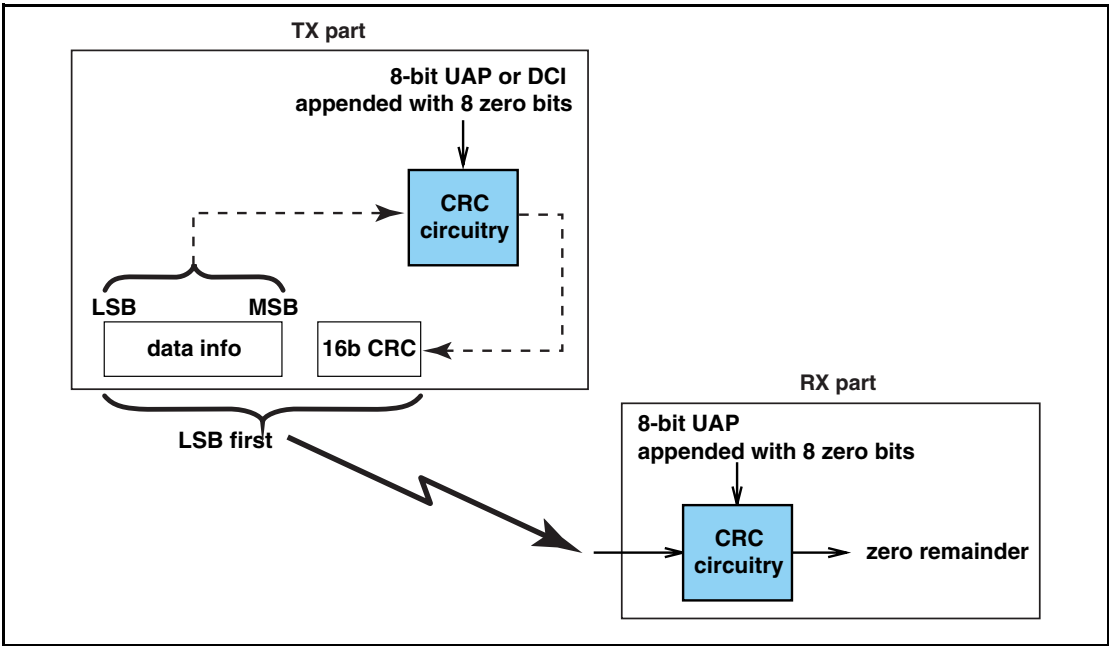 TX part
8-bit UAP or DCI
appended with 8 zero bits
CRC
circuitry
LSB
MSB
data info
16b CRC
LSB first
RX part
8-bit UAP
appended with 8 zero bits
CRC
circuitry
zero remainder